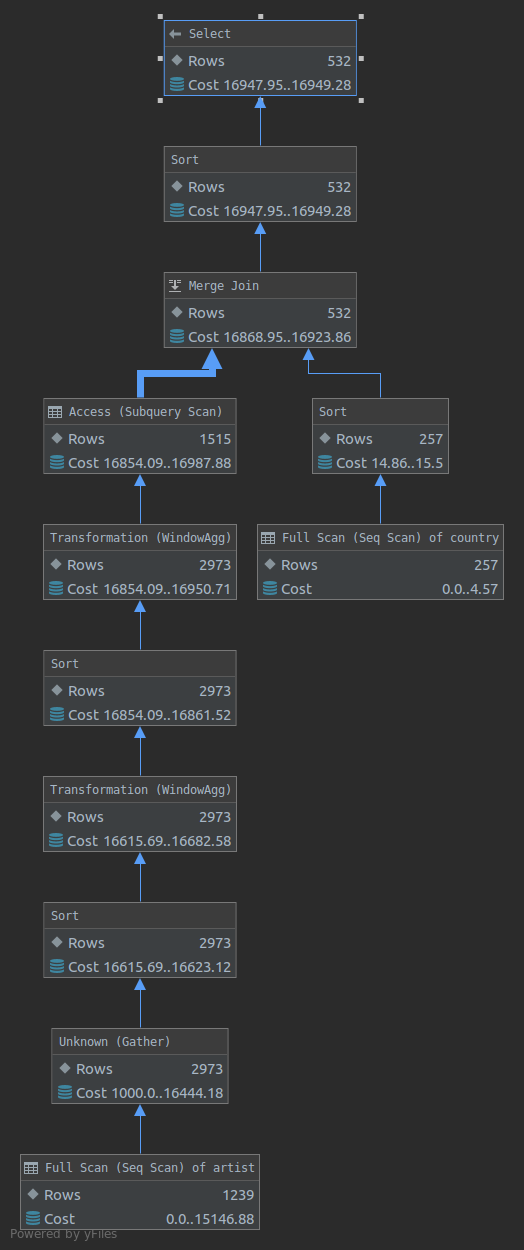 Select
Rows 532
Cost 16947.95..16949.28
Sort
Rows 532
Cost 16947.95..16949.28
Merge Join
Rows 532
Cost 16868.95..16923.86
Access (Subquery Scan)
Rows 1515
Cost 16854.09..16987.88
Sort
Rows 257
Cost 14.86..15.5
Transformation (WindowAgg)
Rows 2973
Cost 16854.09..16950.71
Full Scan (Seq Scan) of country
Rows 257
Cost 0.0..4.57
Sort
Rows 2973
Cost 16854.09..16861.52
Transformation (WindowAgg)
Rows 2973
Cost 16615.69..16682.58
Sort
Rows 2973
Cost 16615.69..16623.12
Unknown (Gather)
Rows 2973
Cost 1000.0..16444.18
Full Scan (Seq Scan) of artist
Rows 1239
Cost 0.0..15146.88
Powered by yFiles